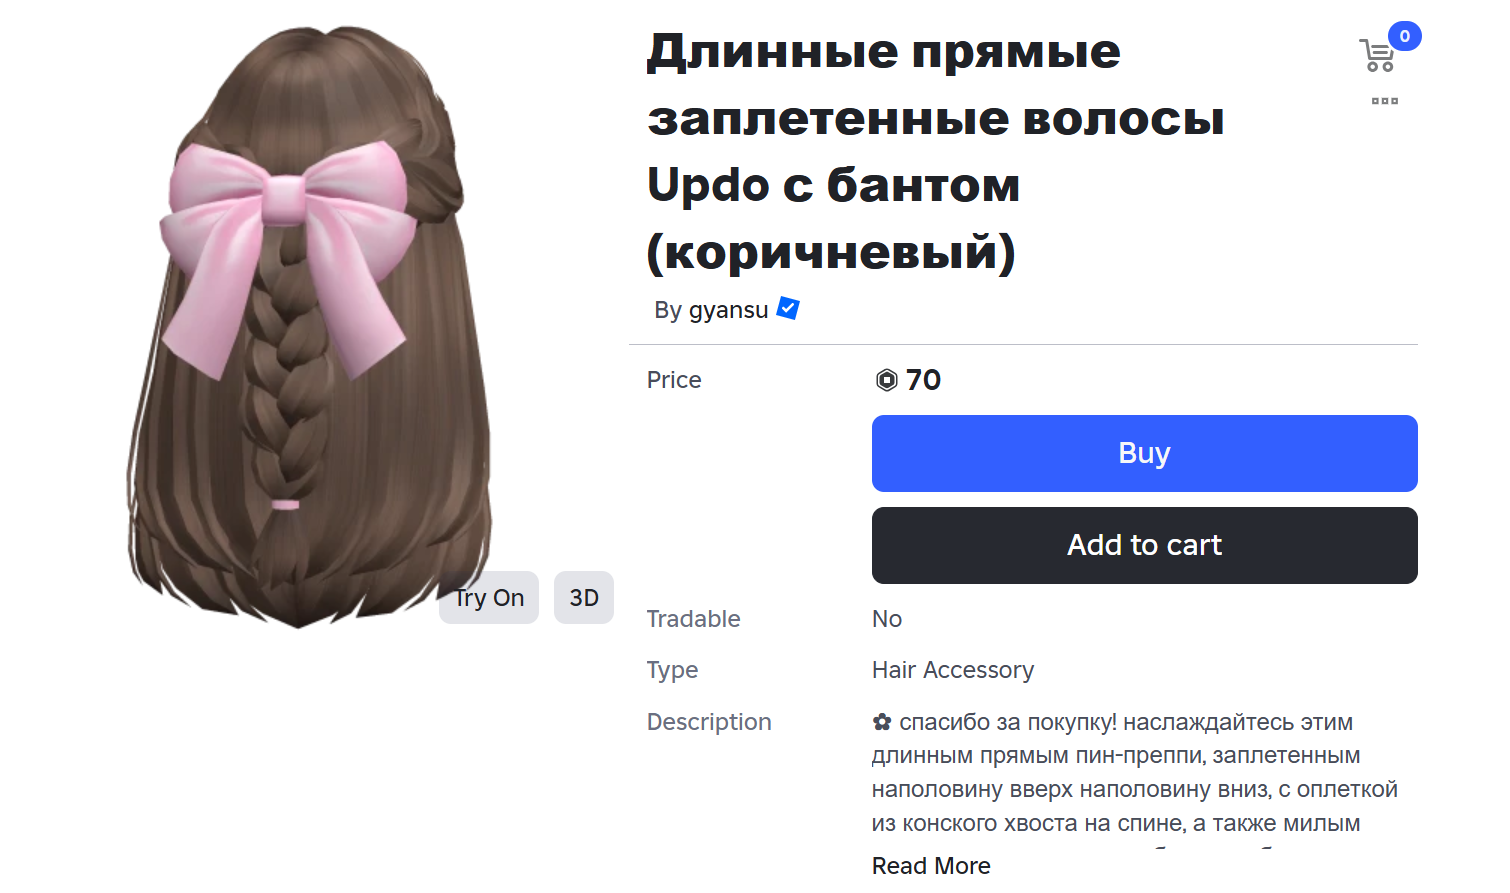 Длинные прямые
заплетенные волосы
Updo с бантом
(коричневый)
0
By gyansu
Price
70
Buy
Add to cart
Try On
3D
Tradable
No
Type
Hair Accessory
Description
✿ спасибо за покупку! наслаждайтесь этим
длинным прямым пин-преппи, заплетенным
наполовину вверх наполовину вниз, с оплеткой
из конского хвоста на спине, а также милым
Read More